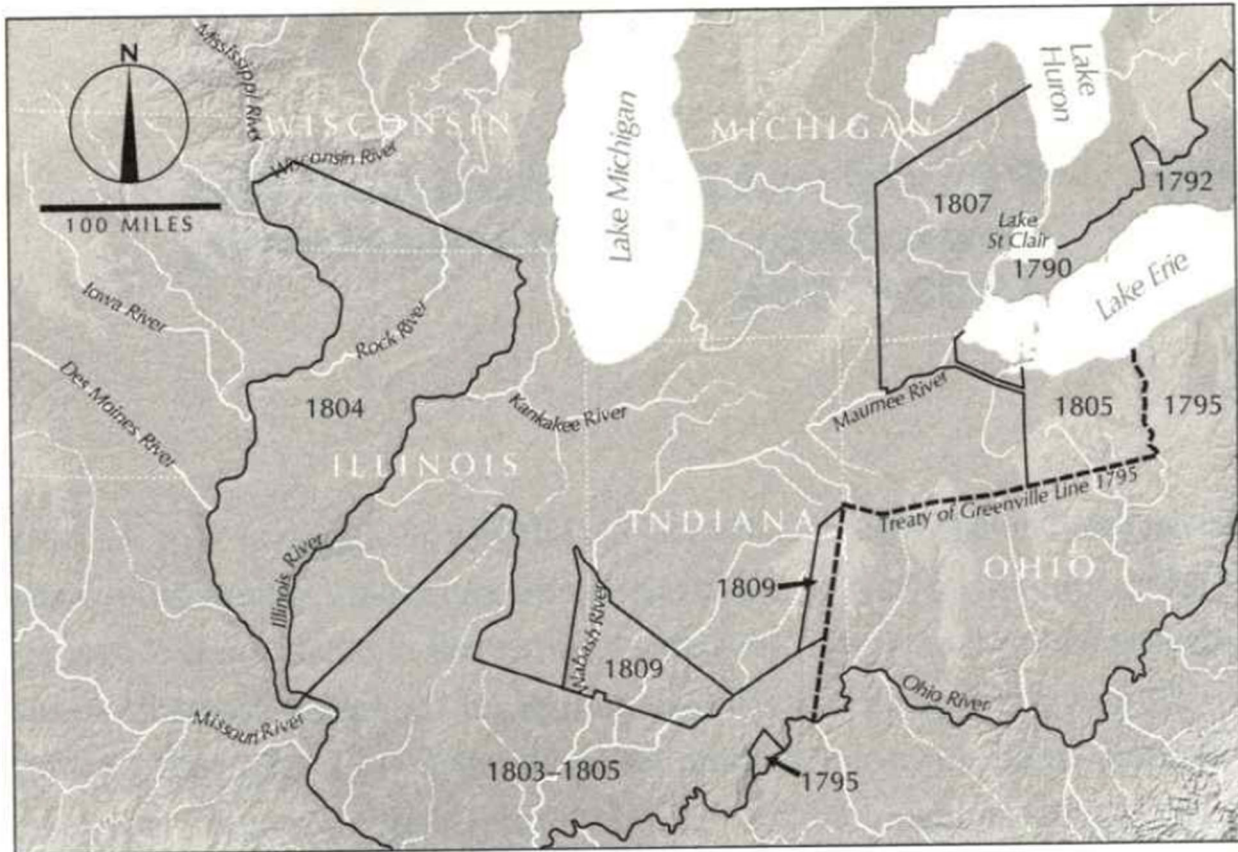 N
100 MILES
Mississippi River
WISCONSIN
Wisconsin River
Lake Michigan
MICHIGAN
Lake
Huron
1792
1807
Lake
St Clair
1790
Lake Erie
Iowa River
Rock River
Des Moines River
1804
Kankakee River
Maumee River
1805
1795
ILLINOIS
INDIANA
Treaty of Greenville Line 1795
OHIO
Illinois River
1809
Wabash River
1809
Ohio River
Missouri River
1803–1805
1795